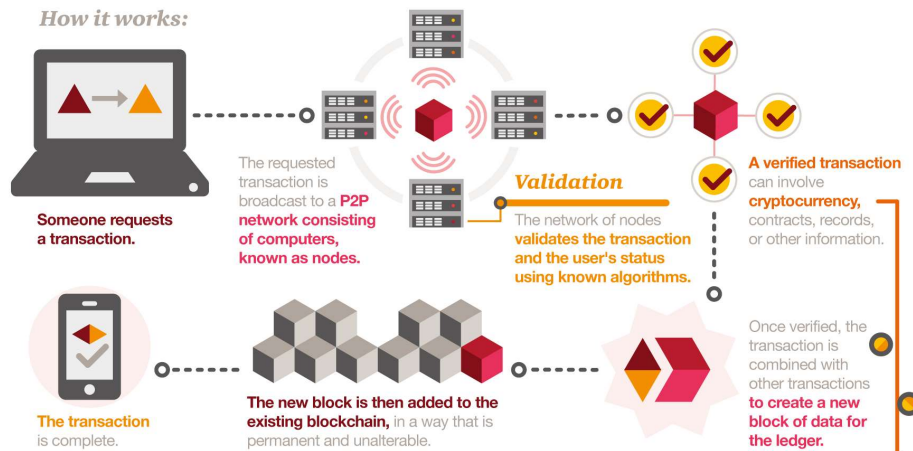 How it works:
Someone requests
a transaction.
The requested
transaction is
broadcast to a P2P
network consisting
of computers,
known as nodes.
Validation
The network of nodes
validates the transaction
and the user's status
using known algorithms.
A verified transaction
can involve
cryptocurrency,
contracts, records,
or other information.
Once verified, the
transaction is
combined with
other transactions
to create a new
block of data for
the ledger.
The new block is then added to the
existing blockchain, in a way that is
permanent and unalterable.
The transaction
is complete.